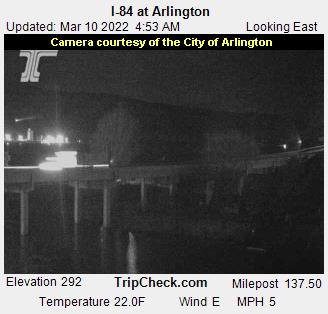 I-84 at Arlington
Updated: Mar 10 2022 4:53 AM Looking East
Camera courtesy of the City of Arlington
Elevation 292 TripCheck.com Milepost 137.50
Temperature 22.0F Wind E MPH 5